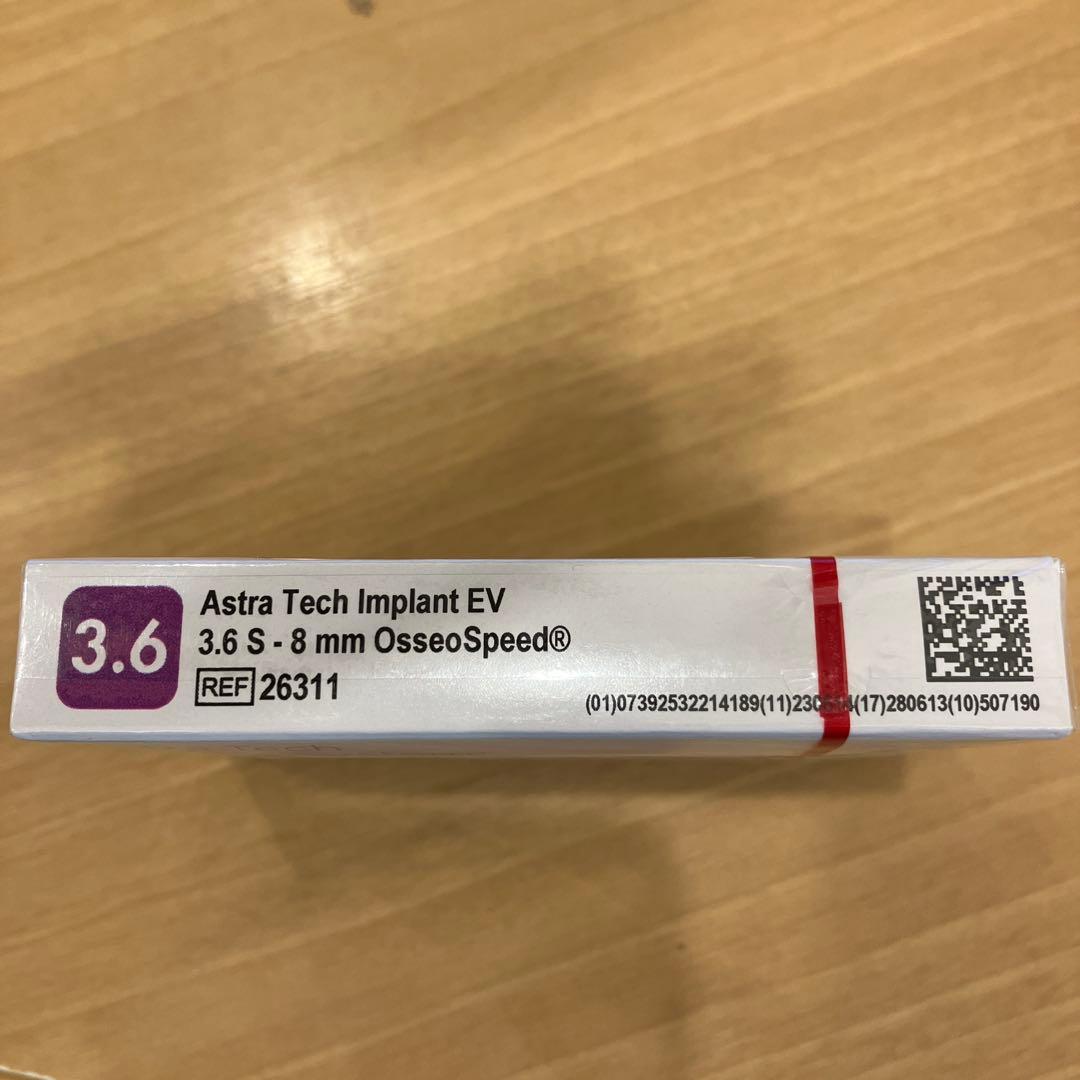 3.6
Astra Tech Implant EV
3.6 S - 8 mm OsseoSpeed®
REF 26311
(01)07392532214189(11)230614(17)280613(10)507190